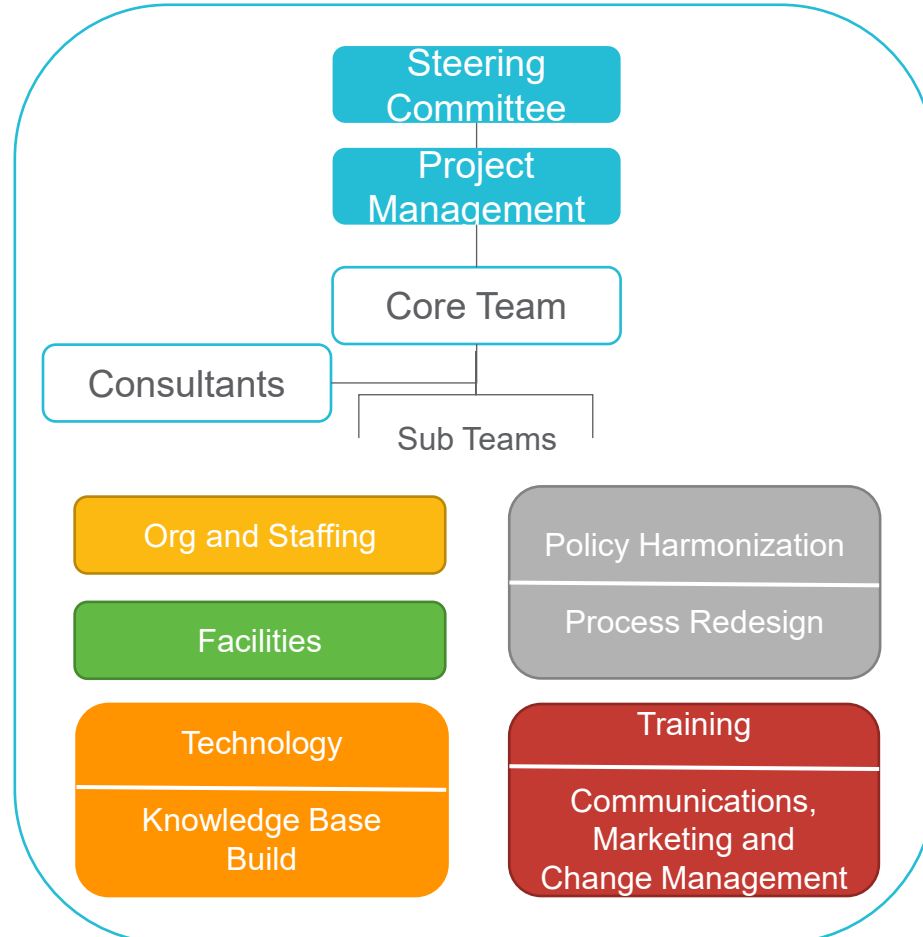 Steering
Committee
Project
Management
Core Team
Consultants
Sub Teams
Org and Staffing
Facilities
Technology
Knowledge Base
Build
Policy Harmonization
Process Redesign
Training
Communications,
Marketing and
Change Management